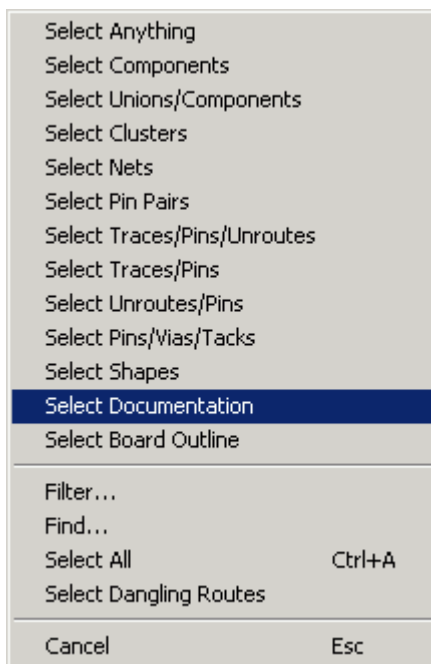 Select Anything
Select Components
Select Unions/Components
Select Clusters
Select Nets
Select Pin Pairs
Select Traces/Pins/Unroutes
Select Traces/Pins
Select Unroutes/Pins
Select Pins/Vias/Tacks
Select Shapes
Select Documentation
Select Board Outline
Filter...
Find...
Select All Ctrl+A
Select Dangling Routes
Cancel Esc